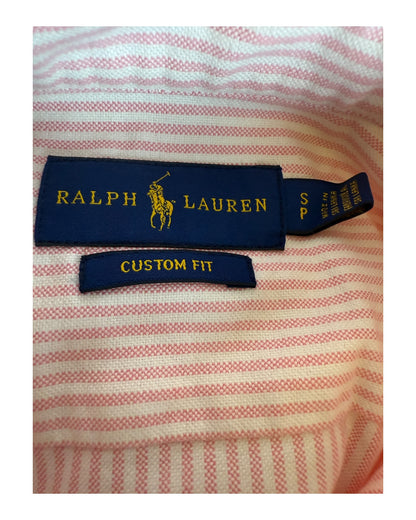 RALPH LAUREN
S
P
CUSTOM FIT